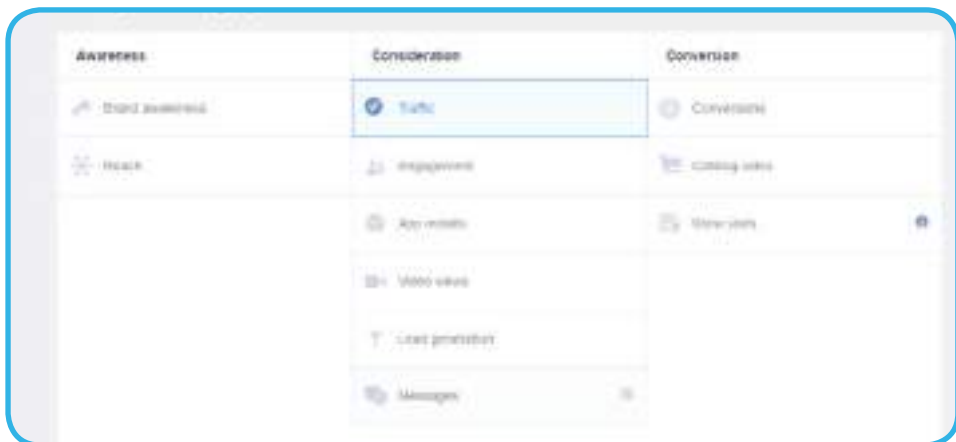 Awareness
Consideration
Conversion
Brand awareness
Traffic
Conversions
Reach
Engagement
Catalog sales
App installs
Store visits
Video views
Lead generation
Messages